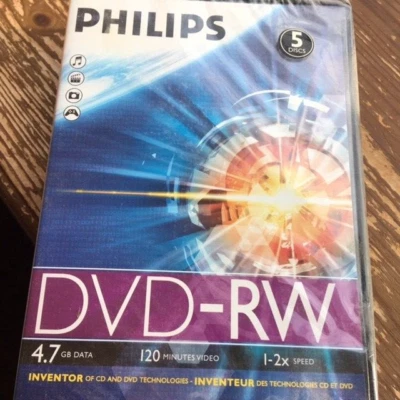 PHILIPS
5
DISCS
DVD-RW
4.7 GB DATA 120 MINUTES VIDEO 1-2x SPEED
INVENTOR OF CD AND DVD TECHNOLOGIES - INVENTEUR DES TECHNOLOGIES CD ET DVD